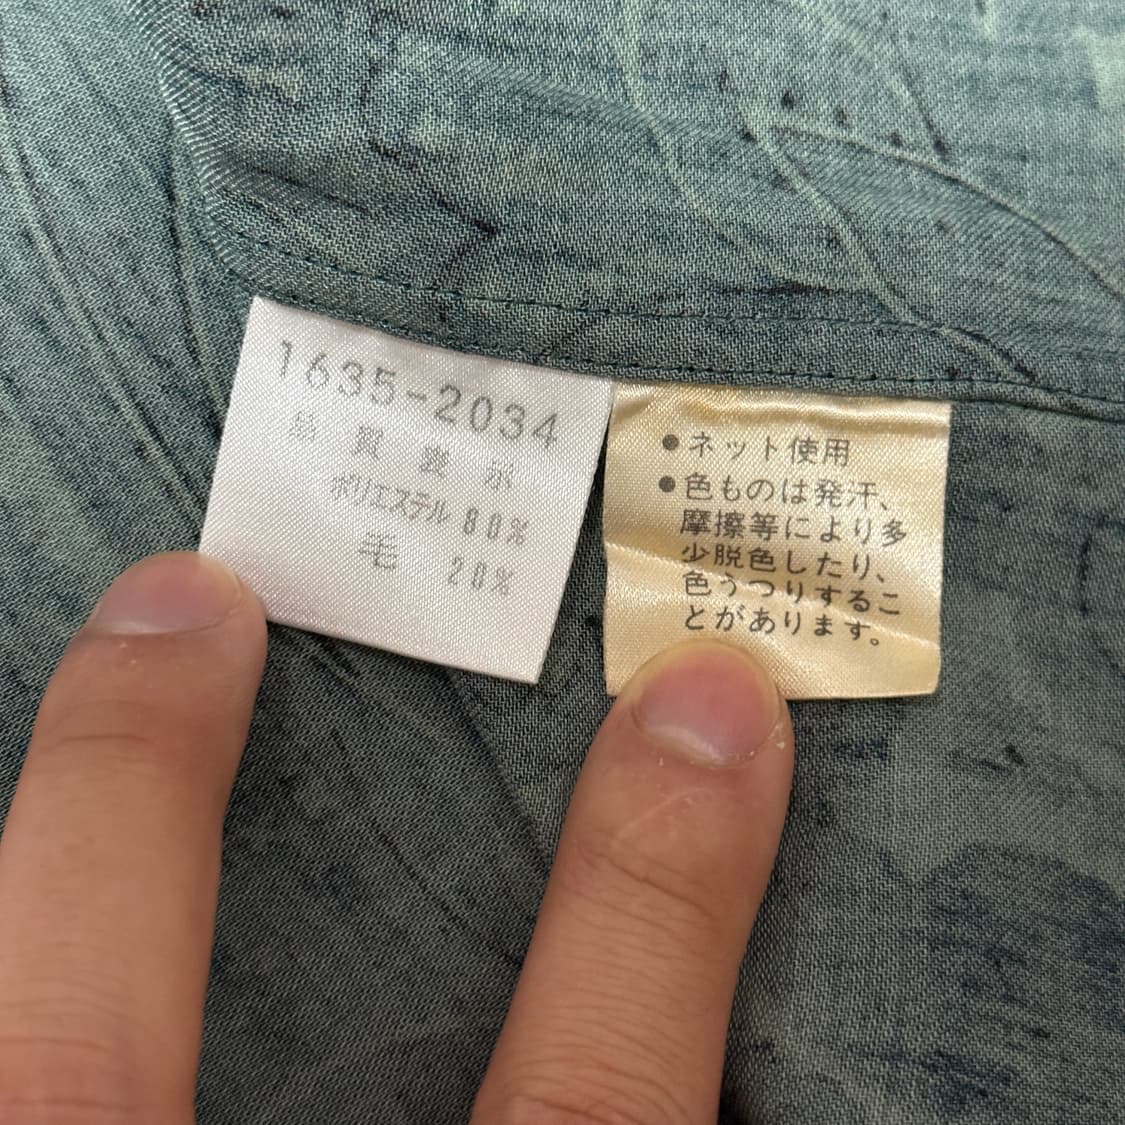 1635-2034
品 質 表 示
ポリエステル 80%
毛 20%
●ネット使用
●色ものは発汗、
摩擦等により多
少脱色したり、
色うつりするこ
とがあります。